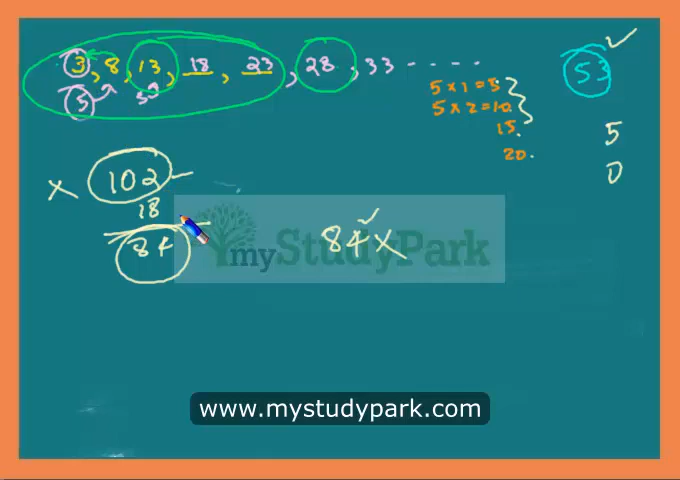 3, 8, 13, 18, 23, 28, 33 - - - - -
5 5
53
5 x 1 = 5
5 x 2 = 10
15
20.
5
0
x 102 -
18
84
84 x
myStudyPark
www.mystudypark.com